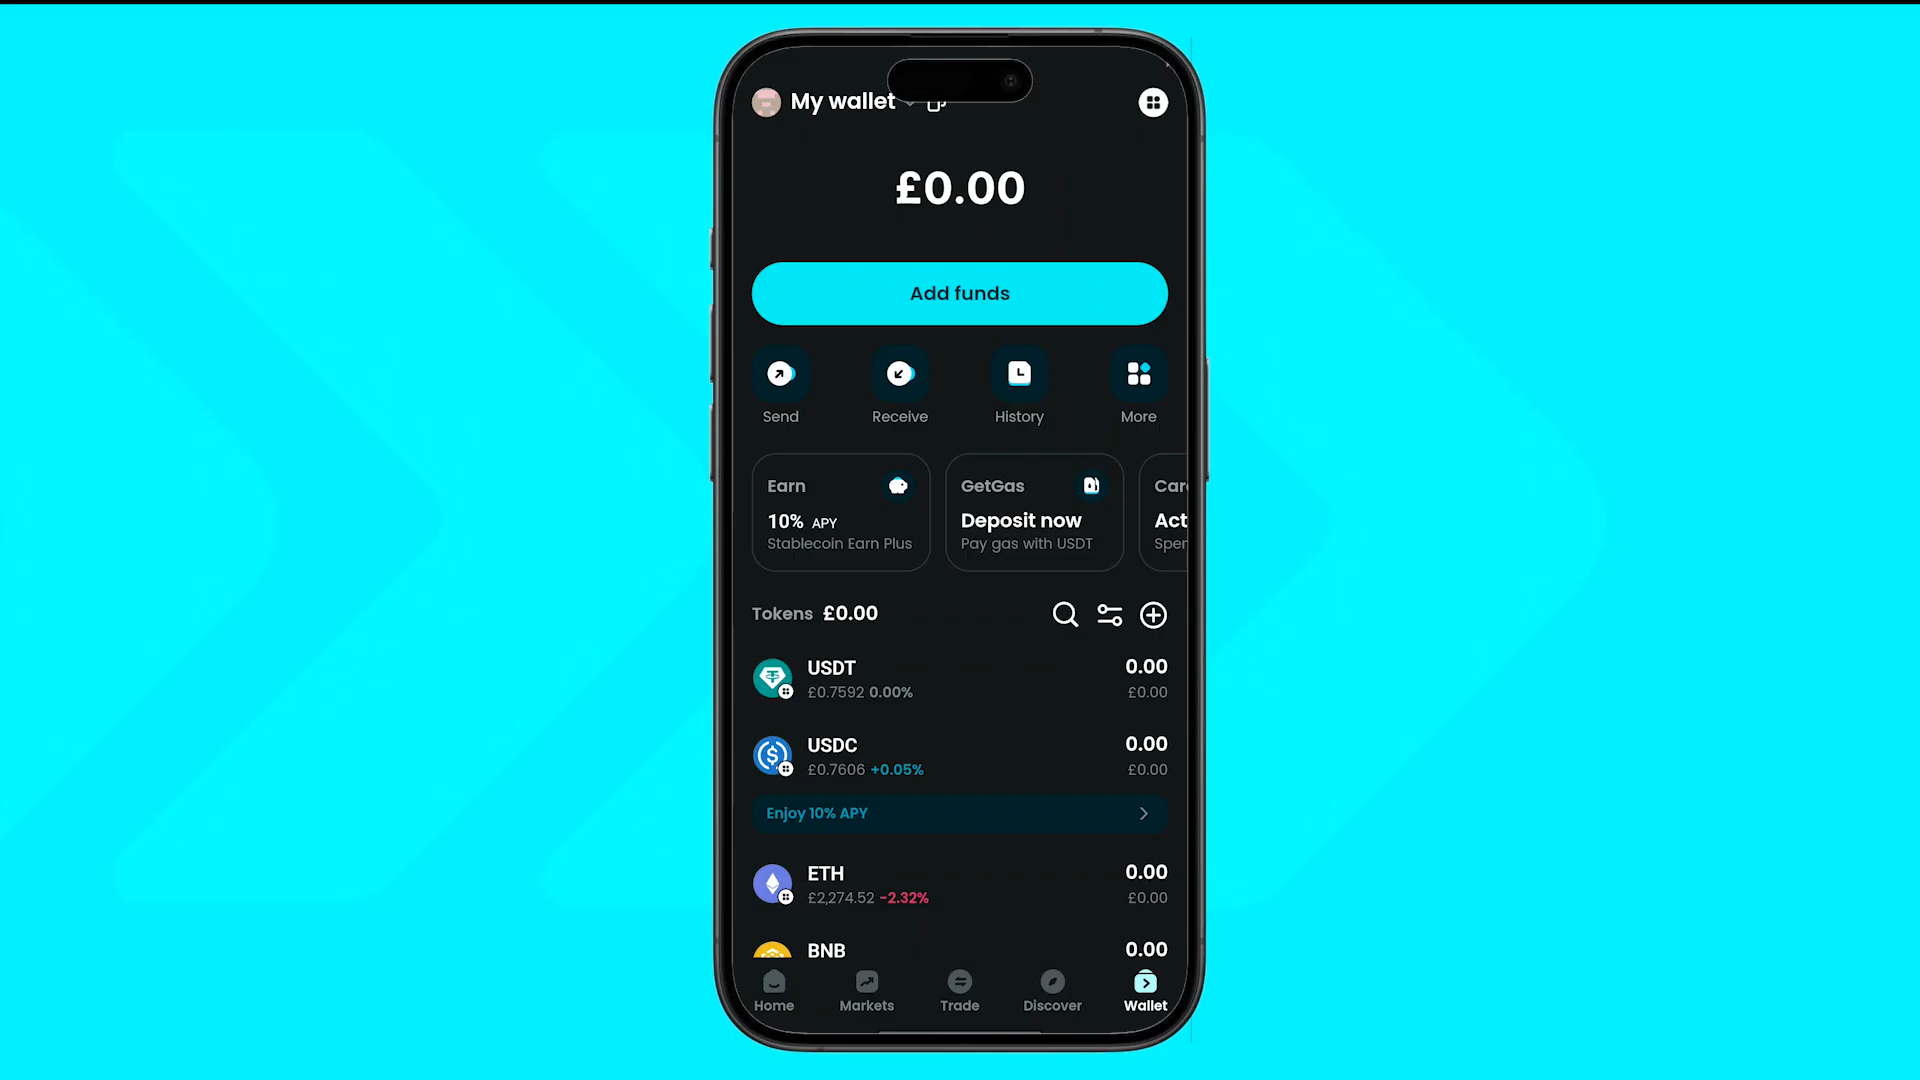 My wallet
£0.00
Add funds
Send Receive History More
Earn GetGas
10% APY Deposit now
Stablecoin Earn Plus Pay gas with USDT
Tokens £0.00
USDT 0.00
£0.7592 0.00% £0.00
USDC 0.00
£0.7606 +0.05% £0.00
Enjoy 10% APY
ETH 0.00
£2,274.52 -2.32% £0.00
BNB 0.00
Home Markets Trade Discover Wallet